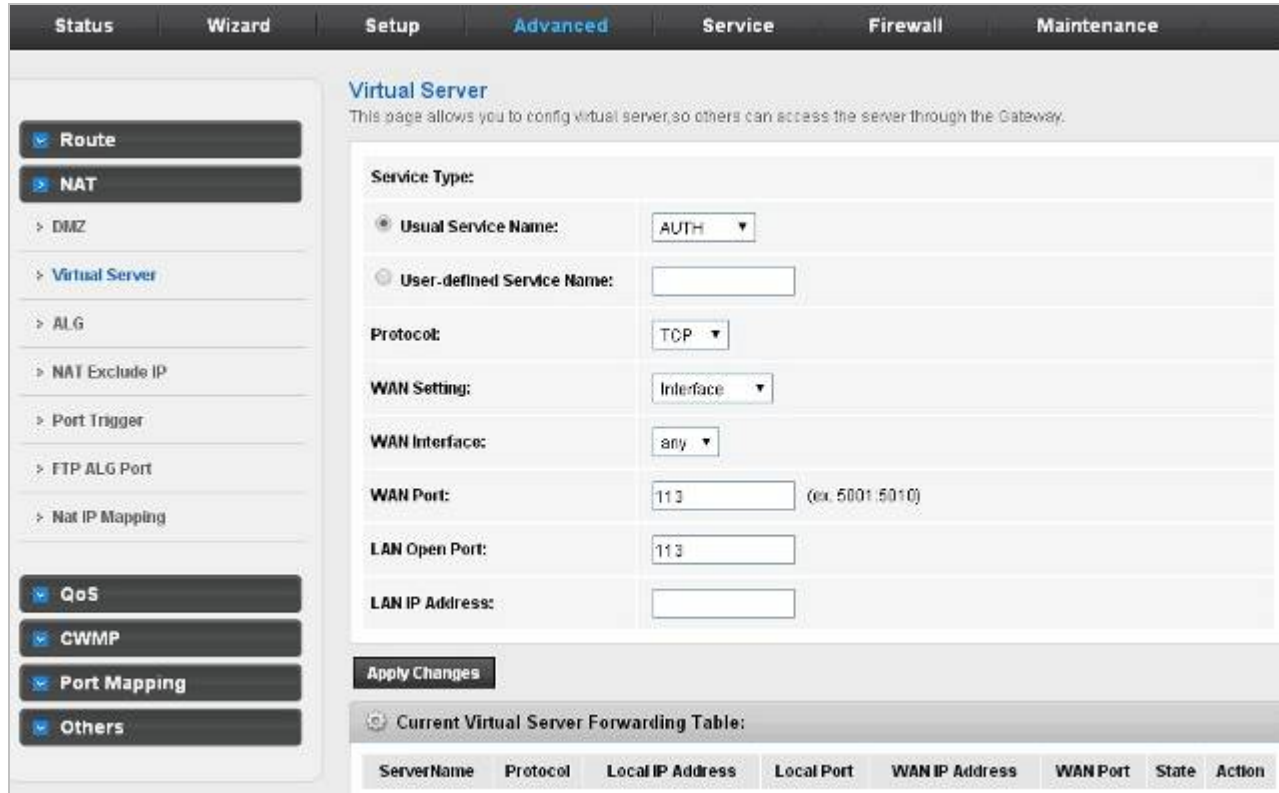 Status Wizard Setup Advanced Service Firewall Maintenance
Route
NAT
DMZ
Virtual Server
ALG
NAT Exclude IP
Port Trigger
FTP ALG Port
Nat IP Mapping
QoS
CWMP
Port Mapping
Others
Virtual Server
This page allows you to config virtual server,so others can access the server through the Gateway.
Service Type:
Usual Service Name: AUTH
User-defined Service Name:
Protocol: TCP
WAN Setting: Interface
WAN Interface: any
WAN Port: 113 (ex. 5001:5010)
LAN Open Port: 113
LAN IP Address:
Apply Changes
Current Virtual Server Forwarding Table:
ServerName Protocol Local IP Address Local Port WAN IP Address WAN Port State Action